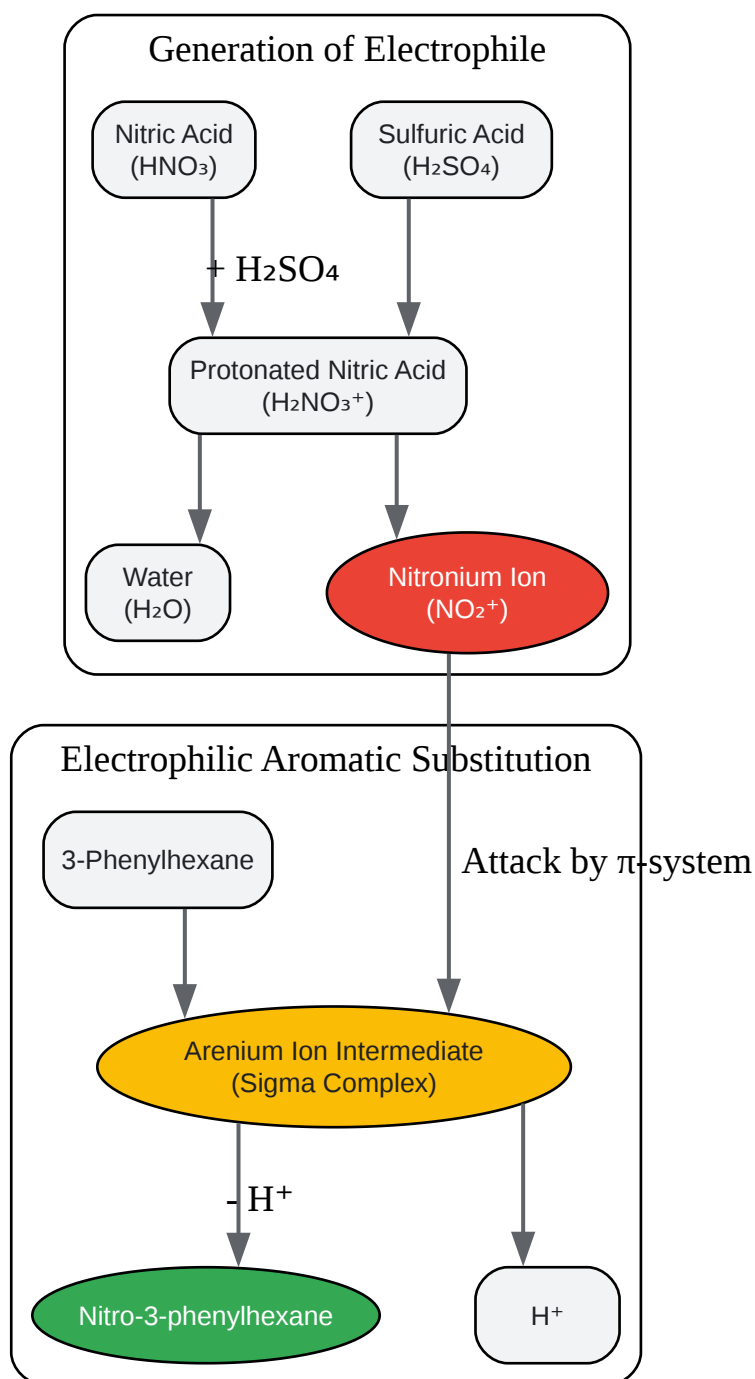 Generation of Electrophile
Nitric Acid
(HNO₃)
Sulfuric Acid
(H₂SO₄)
+ H₂SO₄
Protonated Nitric Acid
(H₂NO₃⁺)
Water
(H₂O)
Nitronium Ion
(NO₂⁺)
Electrophilic Aromatic Substitution
3-Phenylhexane
Attack by π-system
Arenium Ion Intermediate
(Sigma Complex)
- H⁺
Nitro-3-phenylhexane
H⁺